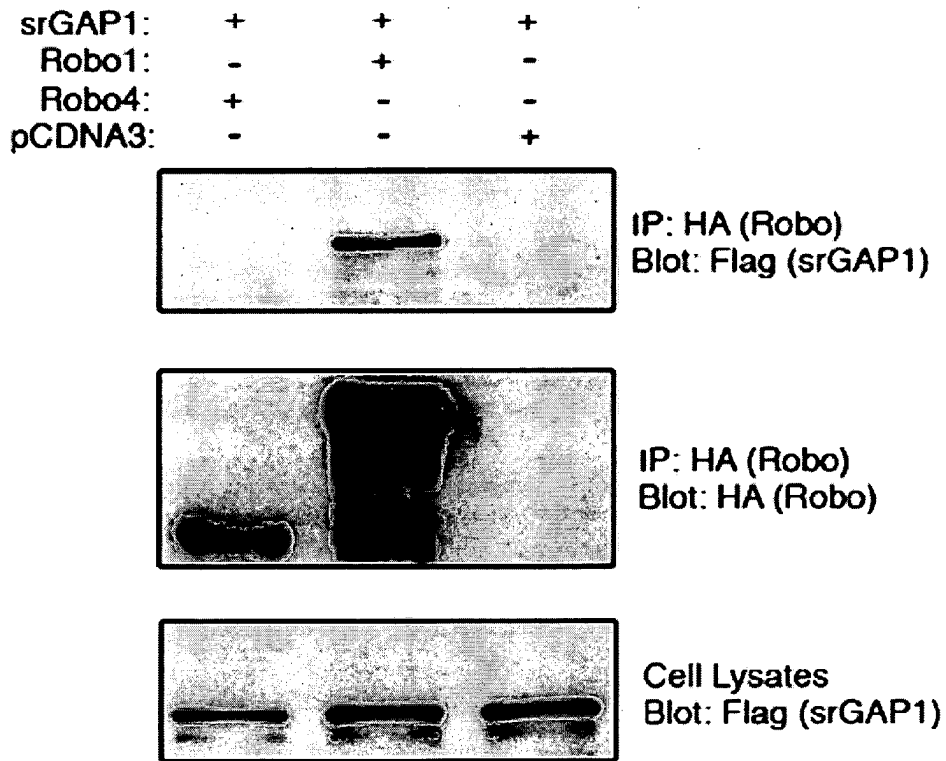 srGAP1: + + +
Robo1: - + -
Robo4: + - -
pCDNA3: - - +
IP: HA (Robo)
Blot: Flag (srGAP1)
IP: HA (Robo)
Blot: HA (Robo)
Cell Lysates
Blot: Flag (srGAP1)